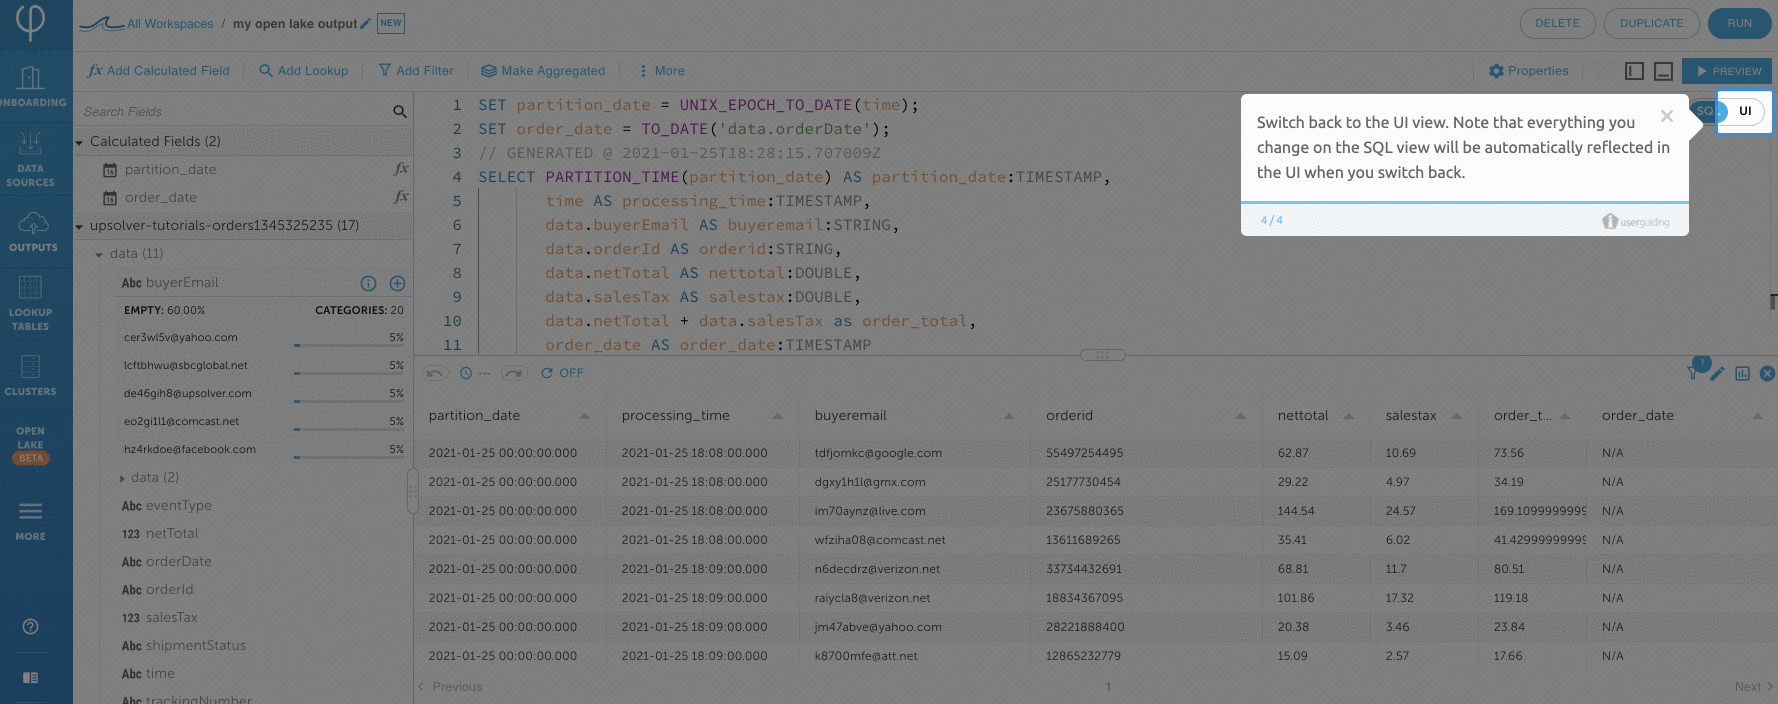 All Workspaces / my open lake output NEW
DELETE DUPLICATE RUN
Add Calculated Field Add Lookup Add Filter Make Aggregated More Properties PREVIEW
ONBOARDING
DATA SOURCES
OUTPUTS
LOOKUP TABLES
CLUSTERS
OPEN LAKE
BETA
MORE
Search Fields
Calculated Fields (2)
partition_date fx
order_date fx
upsolver-tutorials-orders1345325235 (17)
data (11)
Abc buyerEmail
EMPTY: 60.00% CATEGORIES: 20
cer3wl5v@yahoo.com 5%
lcftbhwu@sbcglobal.net 5%
de46gih8@upsolver.com 5%
eo2gi1l1@comcast.net 5%
hz4rkdoe@facebook.com 5%
data (2)
Abc eventType
123 netTotal
Abc orderDate
Abc orderId
123 salesTax
Abc shipmentStatus
Abc time
Abc trackingNumber
1 SET partition_date = UNIX_EPOCH_TO_DATE(time);
2 SET order_date = TO_DATE('data.orderDate');
3 // GENERATED @ 2021-01-25T18:28:15.707009Z
4 SELECT PARTITION_TIME(partition_date) AS partition_date:TIMESTAMP,
5 time AS processing_time:TIMESTAMP,
6 data.buyerEmail AS buyeremail:STRING,
7 data.orderId AS orderid:STRING,
8 data.netTotal AS nettotal:DOUBLE,
9 data.salesTax AS salestax:DOUBLE,
10 data.netTotal + data.salesTax as order_total,
11 order_date AS order_date:TIMESTAMP
SQL UI
Switch back to the UI view. Note that everything you
change on the SQL view will be automatically reflected in
the UI when you switch back.
4 / 4 userguiding
--- OFF 1
partition_date processing_time buyeremail orderid nettotal salestax order_t... order_date
2021-01-25 00:00:00.000 2021-01-25 18:08:00.000 tdfjomkc@google.com 55497254495 62.87 10.69 73.56 N/A
2021-01-25 00:00:00.000 2021-01-25 18:08:00.000 dgxy1h1l@gmx.com 25177730454 29.22 4.97 34.19 N/A
2021-01-25 00:00:00.000 2021-01-25 18:08:00.000 im70aynz@live.com 23675880365 144.54 24.57 169.1099999999 N/A
2021-01-25 00:00:00.000 2021-01-25 18:08:00.000 wfziha08@comcast.net 13611689265 35.41 6.02 41.42999999999 N/A
2021-01-25 00:00:00.000 2021-01-25 18:08:00.000 n6decdrz@verizon.net 33734432691 68.81 11.7 80.51 N/A
2021-01-25 00:00:00.000 2021-01-25 18:09:00.000 raiycla8@verizon.net 18834367095 101.86 17.32 119.18 N/A
2021-01-25 00:00:00.000 2021-01-25 18:09:00.000 jm47abve@yahoo.com 28221888400 20.38 3.46 23.84 N/A
2021-01-25 00:00:00.000 2021-01-25 18:09:00.000 k8700mfe@att.net 12865232779 15.09 2.57 17.66 N/A
Previous 1 Next